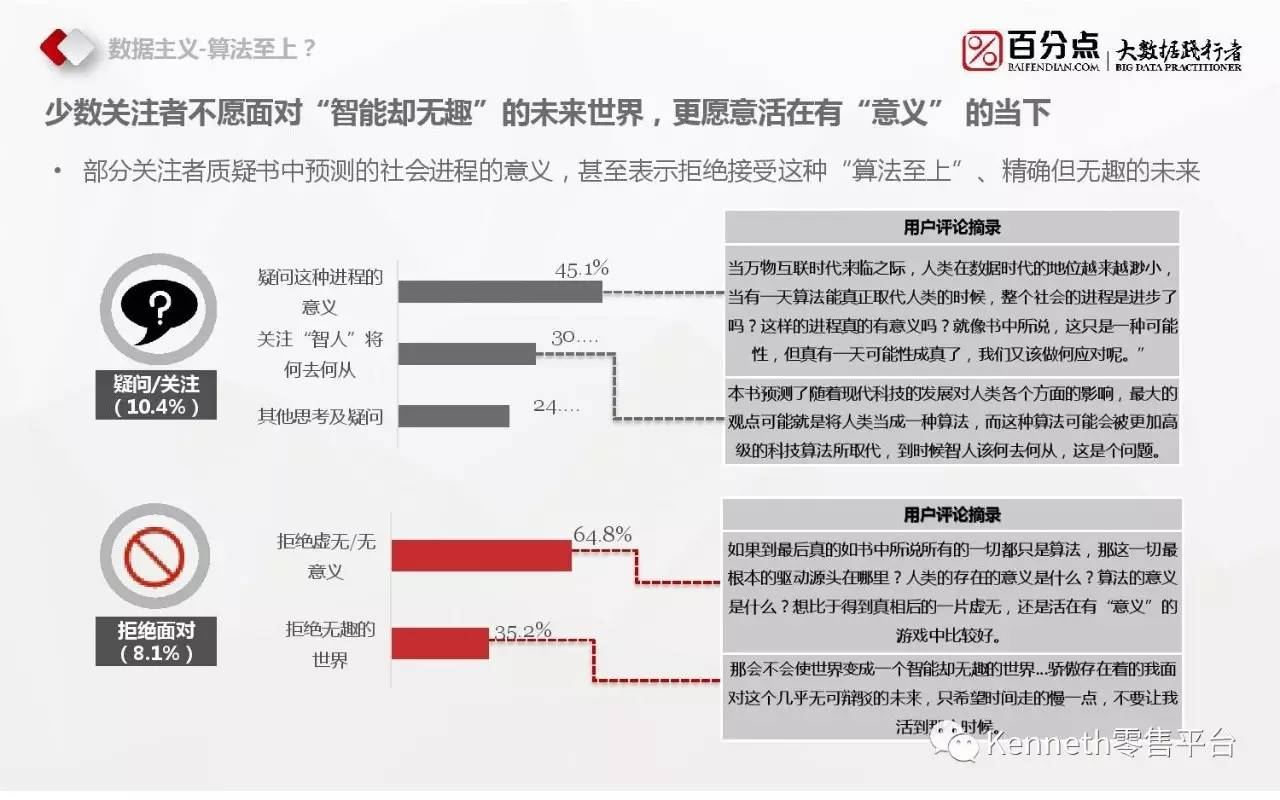 数据主义-算法至上？
百分点
BAIFENDIAN.COM
大数据践行者
BIG DATA PRACTITIONER
少数关注者不愿面对“智能却无趣”的未来世界，更愿意活在有“意义” 的当下
• 部分关注者质疑书中预测的社会进程的意义，甚至表示拒绝接受这种“算法至上”、精确但无趣的未来
疑问/关注
（10.4%）
疑问这种进程的
意义
45.1%
关注“智人”将
何去何从
30....
其他思考及疑问
24....
用户评论摘录
当万物互联时代来临之际，人类在数据时代的地位越来越渺小，
当有一天算法能真正取代人类的时候，整个社会的进程是进步了
吗？这样的进程真的有意义吗？就像书中所说，这只是一种可能
性，但真有一天可能性成真了，我们又该做何应对呢。”
本书预测了随着现代科技的发展对人类各个方面的影响，最大的
观点可能就是将人类当成一种算法，而这种算法可能会被更加高
级的科技算法所取代，到时候智人该何去何从，这是个问题。
拒绝面对
（8.1%）
拒绝虚无/无
意义
64.8%
拒绝无趣的
世界
35.2%
用户评论摘录
如果到最后真的如书中所说所有的一切都只是算法，那这一切最
根本的驱动源头在哪里？人类的存在的意义是什么？算法的意义
是什么？想比于得到真相后的一片虚无，还是活在有“意义”的
游戏中比较好。
那会不会使世界变成一个智能却无趣的世界...骄傲存在着的我面
对这个几乎无可辩驳的未来，只希望时间走的慢一点，不要让我
活到那个时候。
Kenneth零售平台